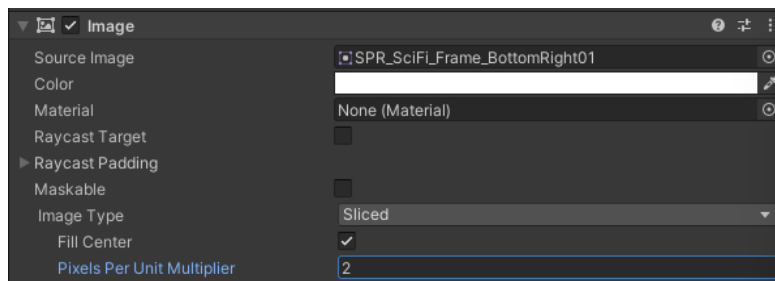 Image
Source Image SPR_SciFi_Frame_BottomRight01
Color
Material None (Material)
Raycast Target
Raycast Padding
Maskable
Image Type Sliced
Fill Center
Pixels Per Unit Multiplier 2